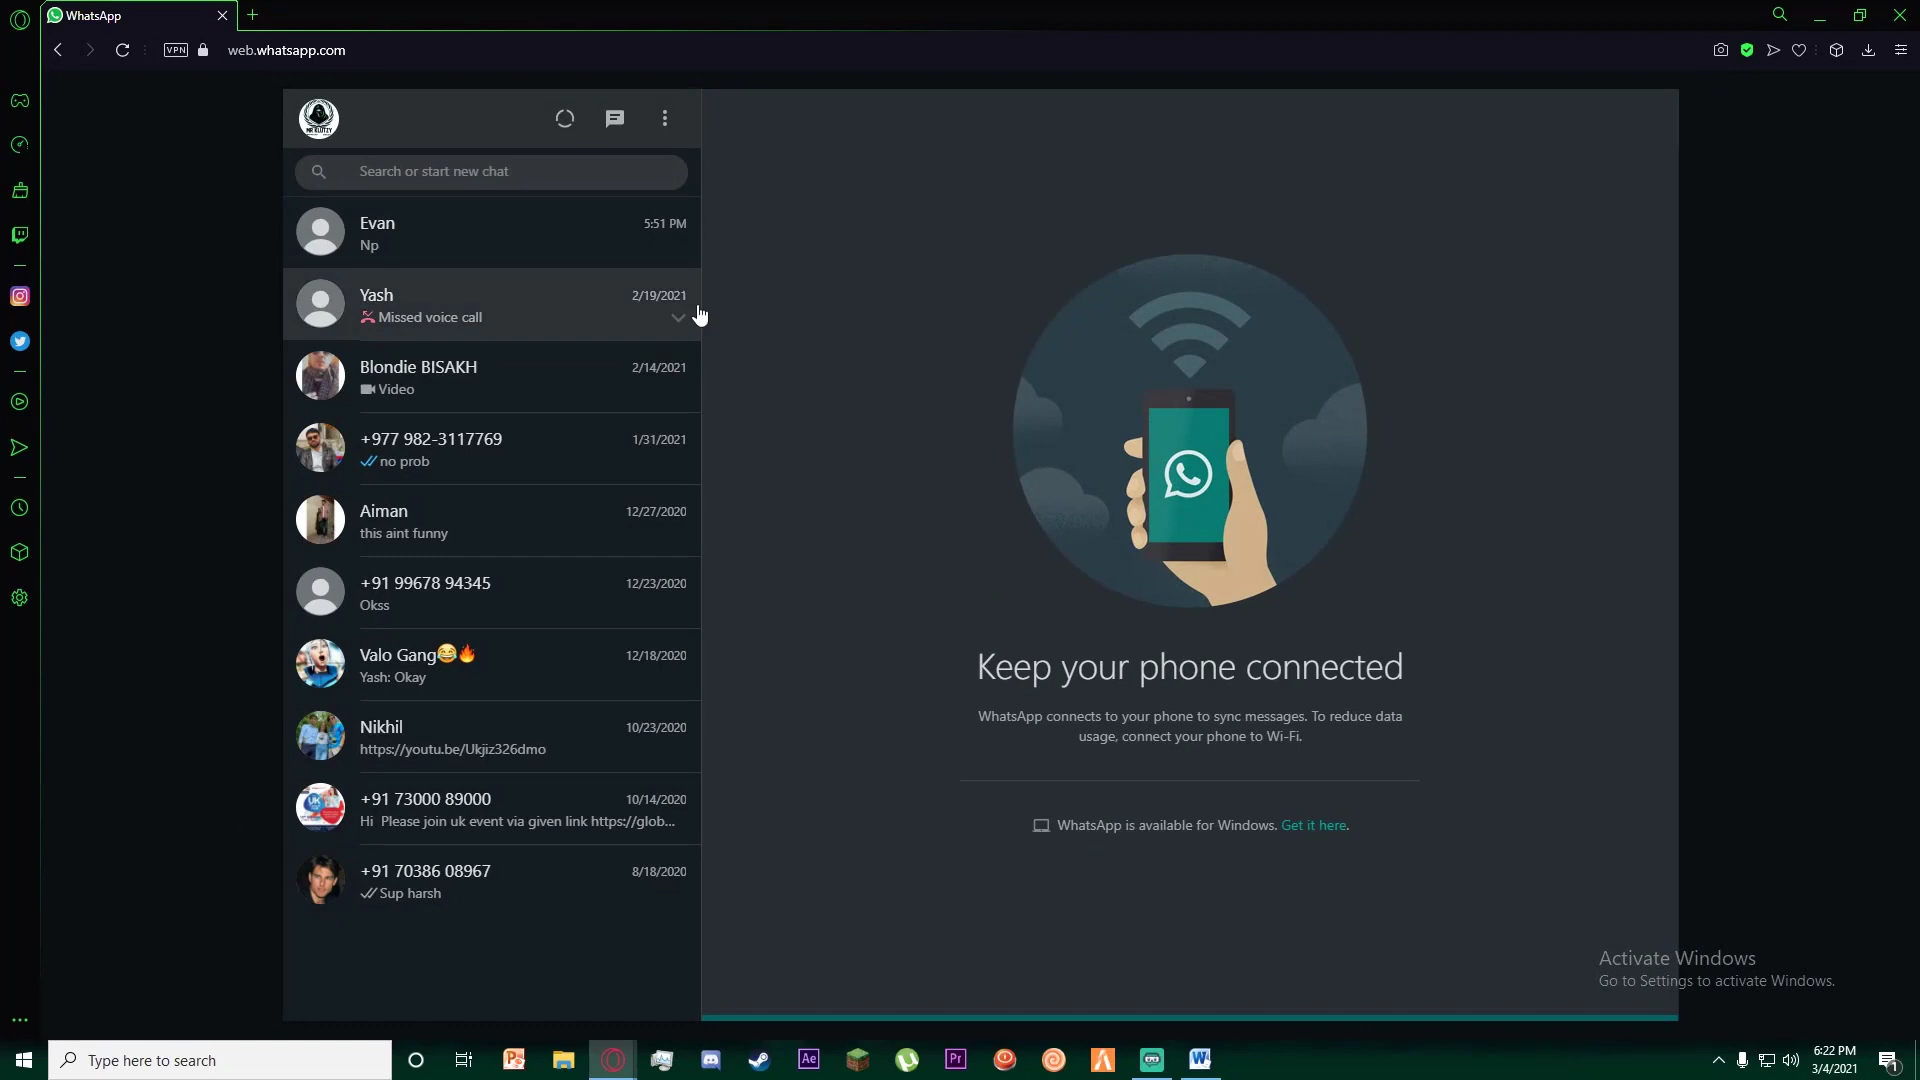 WhatsApp
VPN
web.whatsapp.com
MR KLUTZY
Search or start new chat
Evan
5:51 PM
Np
Yash
2/19/2021
Missed voice call
Blondie BISAKH
2/14/2021
Video
+977 982-3117769
1/31/2021
no prob
Aiman
12/27/2020
this aint funny
+91 99678 94345
12/23/2020
Okss
Valo Gang😂🔥
12/18/2020
Yash: Okay
Nikhil
10/23/2020
https://youtu.be/Ukjiz326dmo
+91 73000 89000
10/14/2020
Hi Please join uk event via given link https://glob...
+91 70386 08967
8/18/2020
Sup harsh
Keep your phone connected
WhatsApp connects to your phone to sync messages. To reduce data
usage, connect your phone to Wi-Fi.
WhatsApp is available for Windows. Get it here.
Activate Windows
Go to Settings to activate Windows.
Type here to search
Ae
Pr
6:22 PM
3/4/2021
1